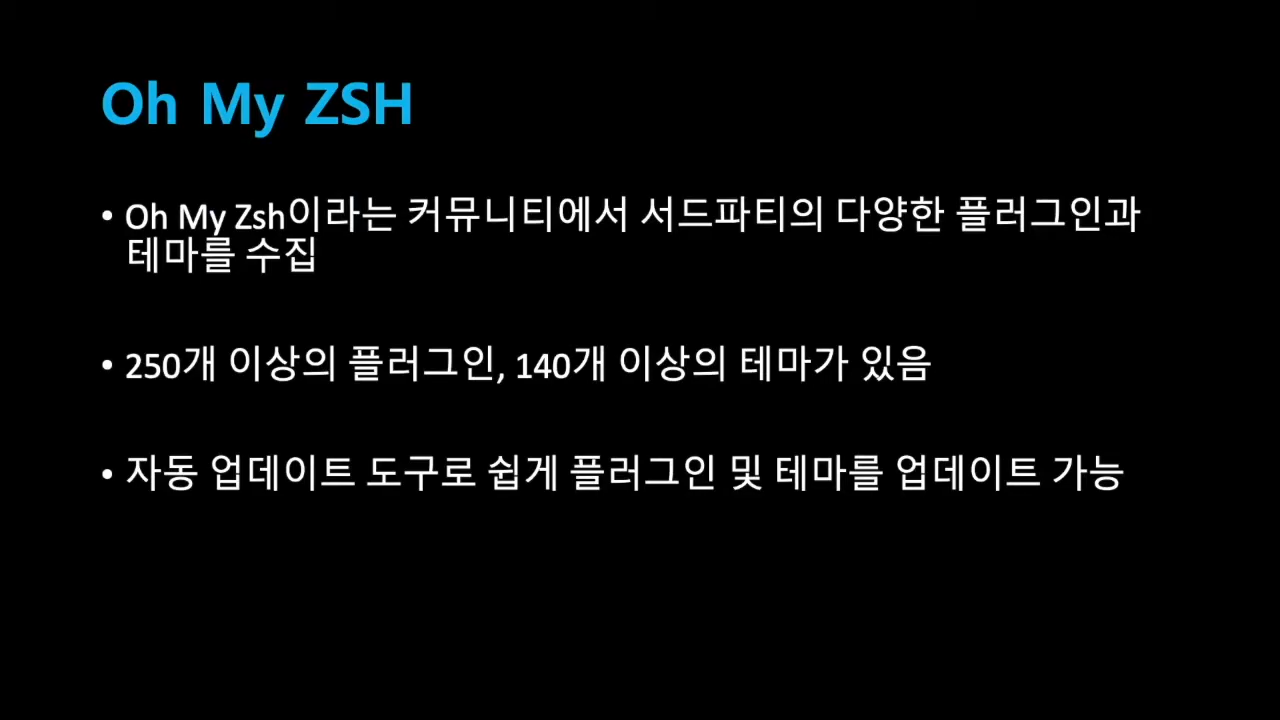 Oh My ZSH
• Oh My Zsh이라는 커뮤니티에서 서드파티의 다양한 플러그인과
테마를 수집
• 250개 이상의 플러그인, 140개 이상의 테마가 있음
• 자동 업데이트 도구로 쉽게 플러그인 및 테마를 업데이트 가능